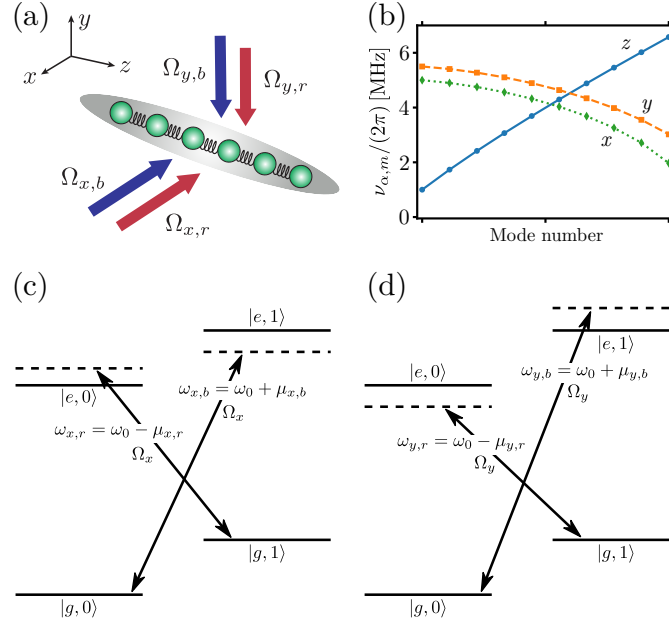 (a)
y
x
z
Ω_{y,b}
Ω_{y,r}
Ω_{x,b}
Ω_{x,r}
(b)
ν_{α,m}/(2π) [MHz]
6
4
2
0
z
y
x
Mode number
(c)
|e,1⟩
|e,0⟩
ω_{x,b} = ω_0 + μ_{x,b}
Ω_x
ω_{x,r} = ω_0 − μ_{x,r}
Ω_x
|g,1⟩
|g,0⟩
(d)
|e,1⟩
|e,0⟩
ω_{y,b} = ω_0 + μ_{y,b}
Ω_y
ω_{y,r} = ω_0 − μ_{y,r}
Ω_y
|g,1⟩
|g,0⟩